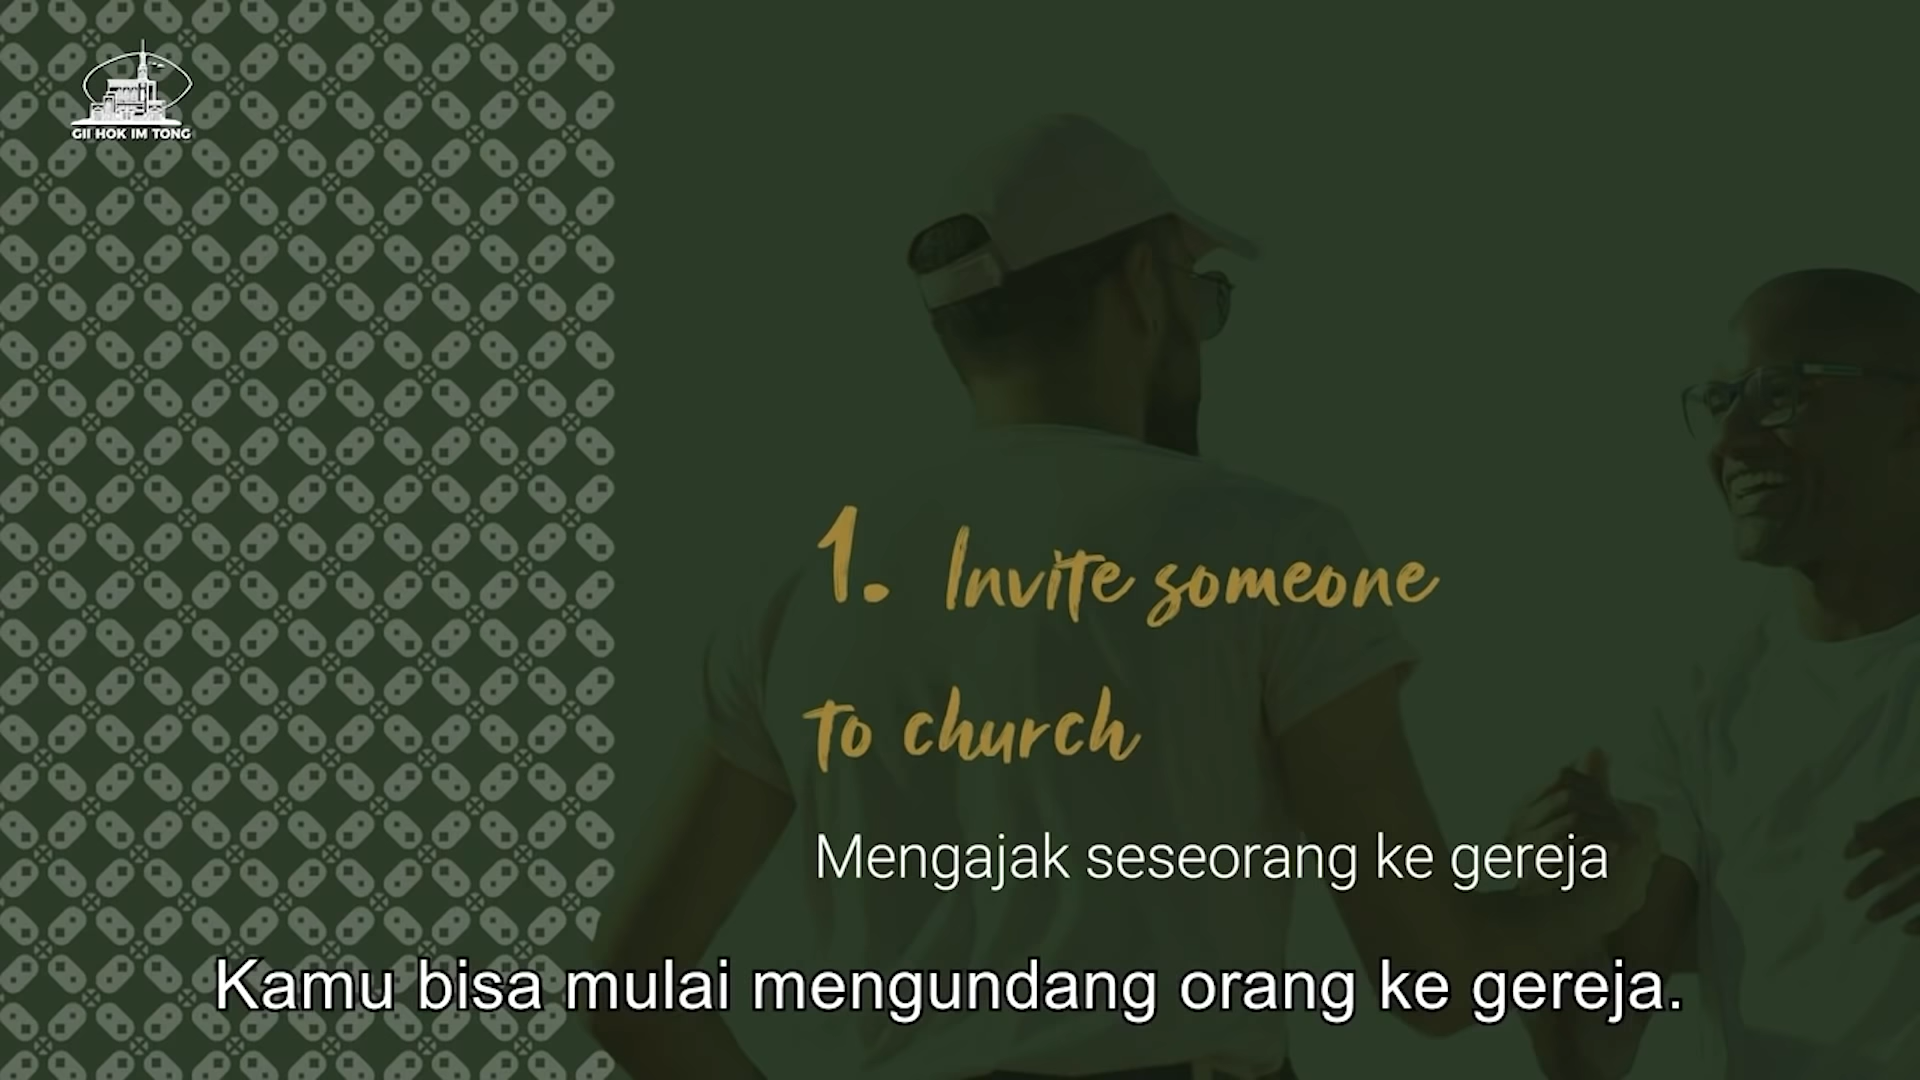 GII HOK IM TONG
1. Invite someone
to church
Mengajak seseorang ke gereja
Kamu bisa mulai mengundang orang ke gereja.